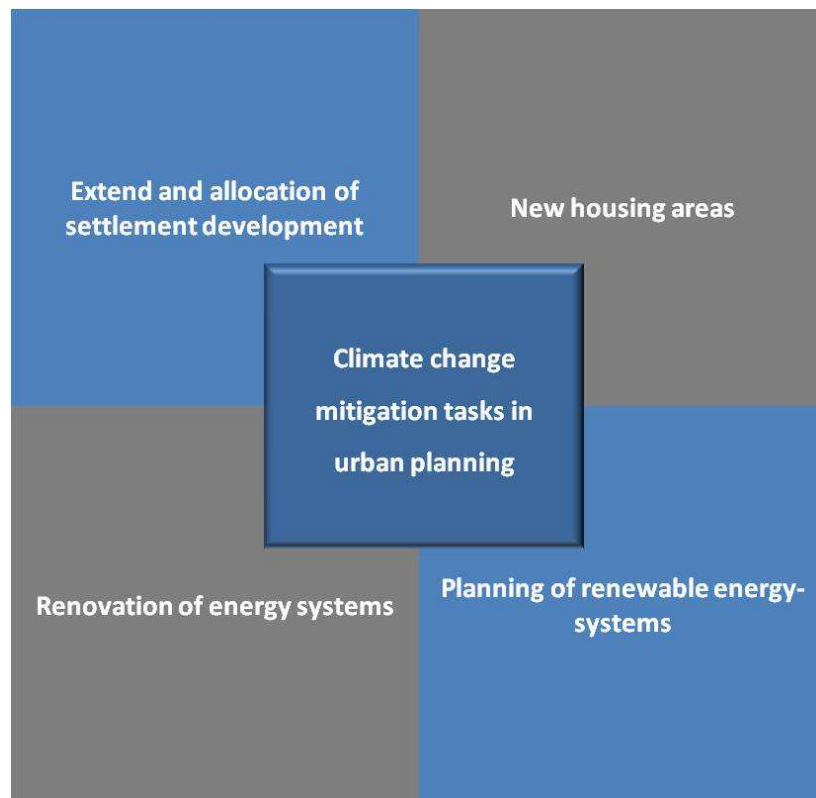 Extend and allocation of
settlement development
New housing areas
Climate change
mitigation tasks in
urban planning
Renovation of energy systems
Planning of renewable energy-
systems